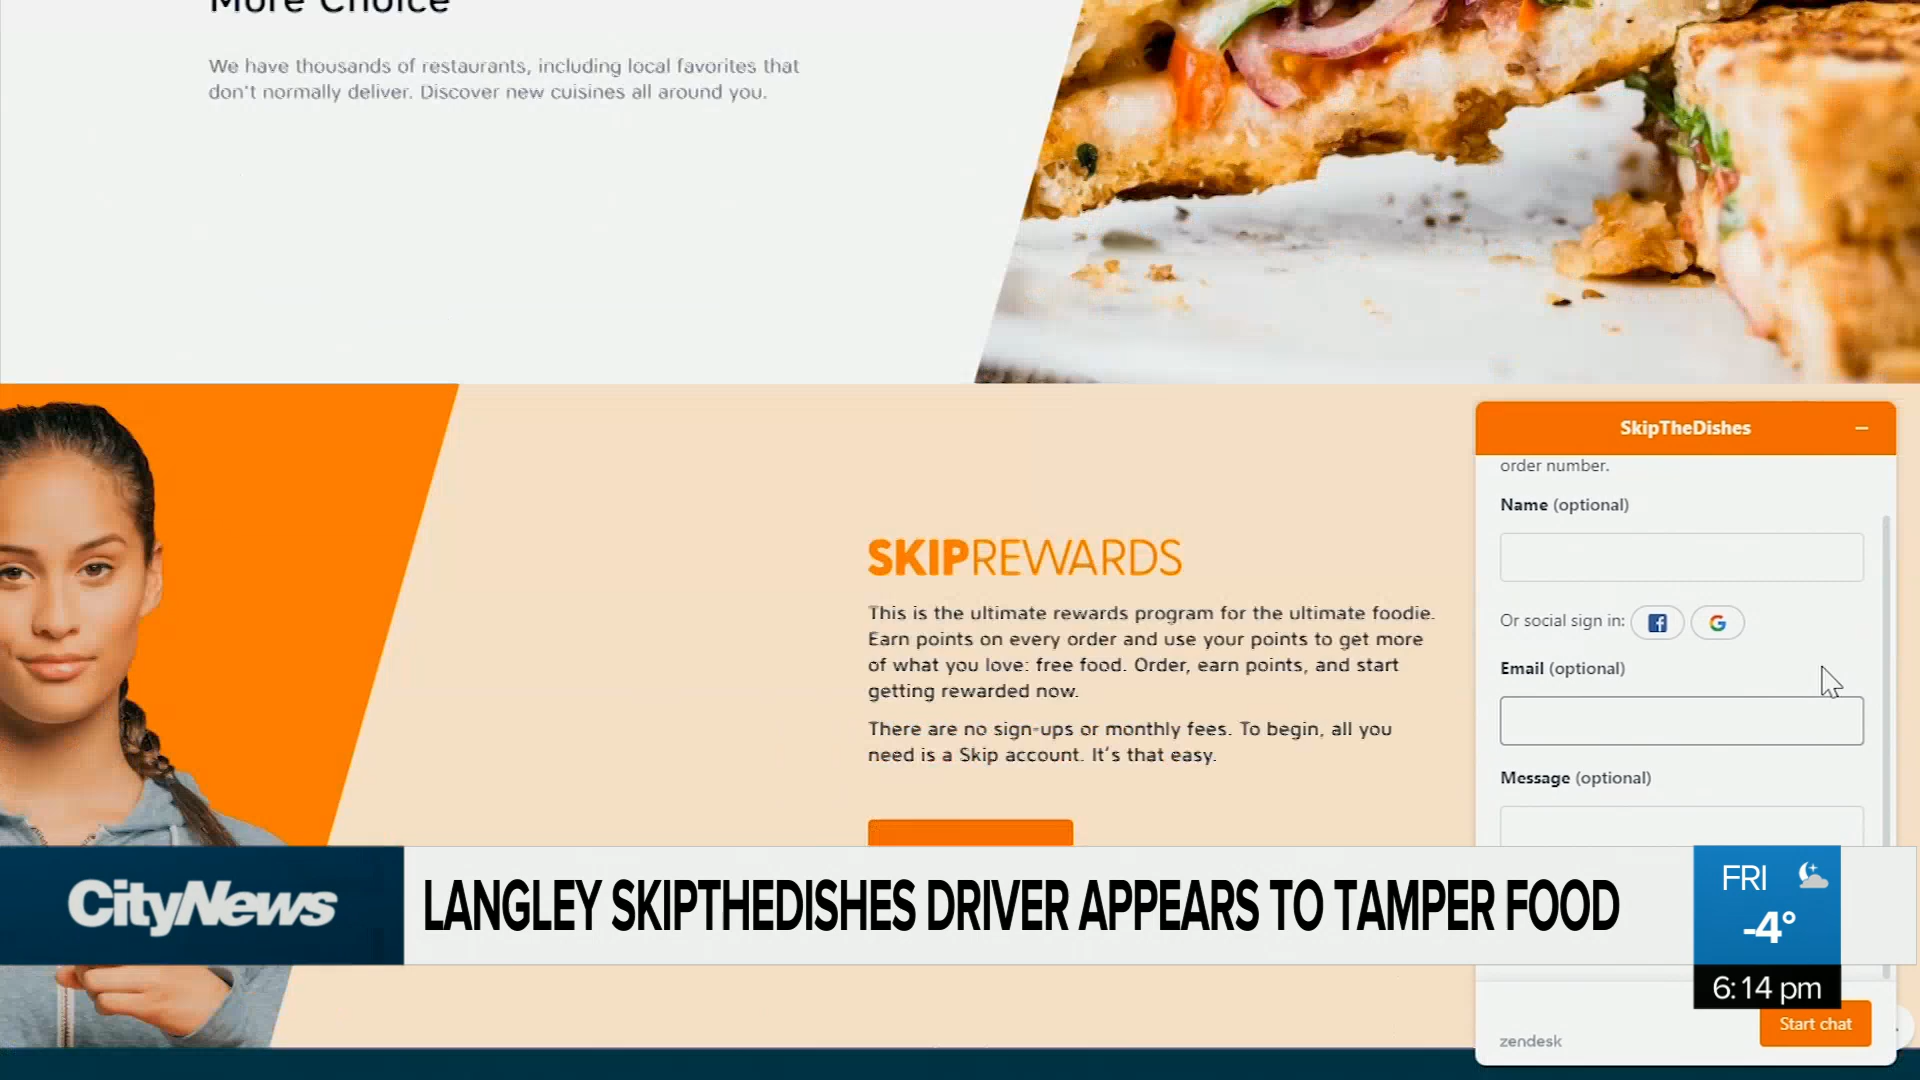 More Choice
We have thousands of restaurants, including local favorites that
don't normally deliver. Discover new cuisines all around you.
SkipTheDishes
order number.
Name (optional)
Or social sign in:
Email (optional)
Message (optional)
SKIPREWARDS
This is the ultimate rewards program for the ultimate foodie.
Earn points on every order and use your points to get more
of what you love: free food. Order, earn points, and start
getting rewarded now.
There are no sign-ups or monthly fees. To begin, all you
need is a Skip account. It's that easy.
CityNews
LANGLEY SKIPTHEDISHES DRIVER APPEARS TO TAMPER FOOD
FRI
-4°
6:14 pm
Start chat
zendesk